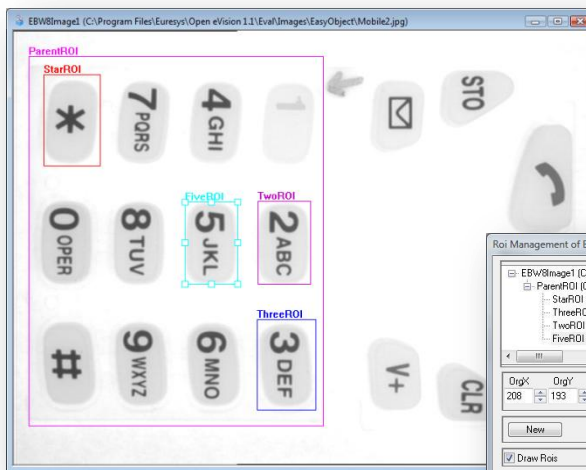 EBW8Image1 (C:\Program Files\Euresys\Open eVision 1.1\Eval\Images\EasyObject\Mobile2.jpg)
ParentROI
StarROI
*
7 PQRS
4 GHI
1
STO
FiveROI
TwoROI
0 OPER
8 TUV
5 JKL
2 ABC
ThreeROI
#
9 WXYZ
6 MNO
3 DEF
V+
CLR
Roi Management of
EBW8Image1 (C
ParentROI (
StarROI
TwoROI
FiveROI
OrgX OrgY
208 193
New
Draw Rois